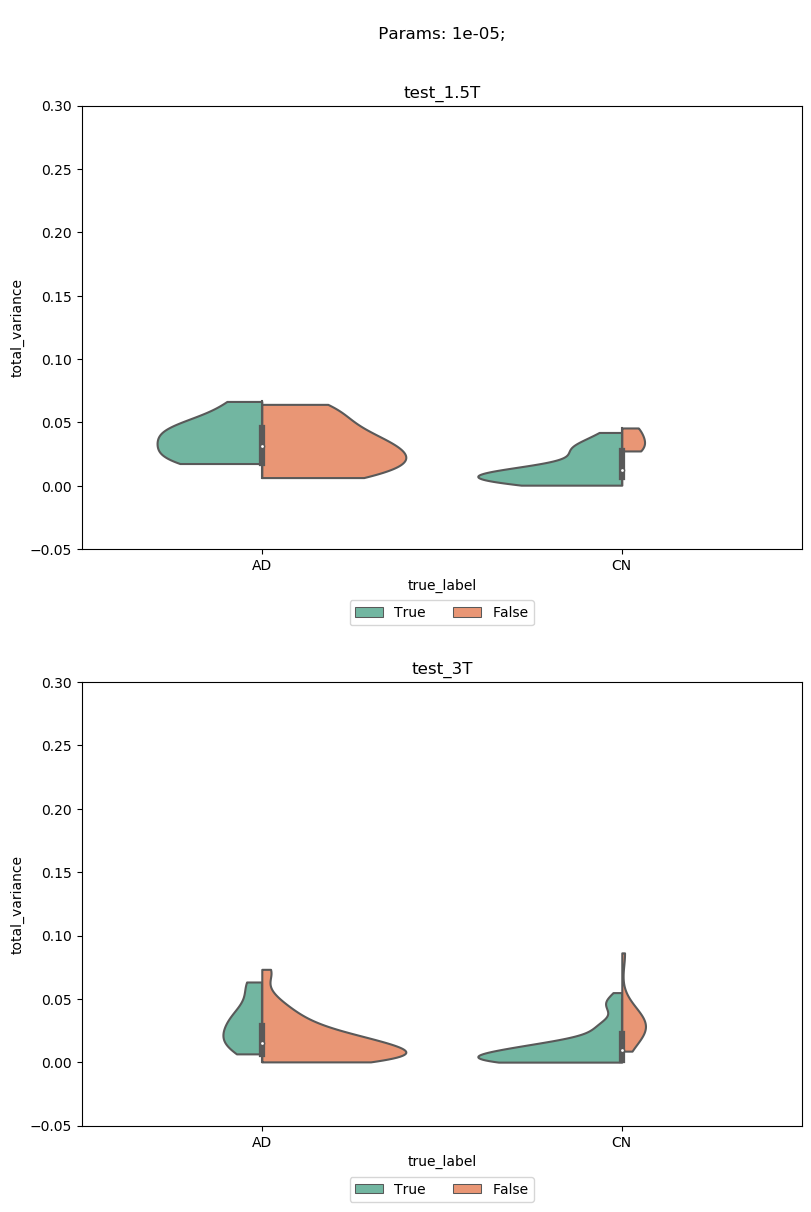 Params: 1e-05;
test_1.5T
0.30
0.25
0.20
0.15
0.10
0.05
0.00
−0.05
total_variance
AD CN
true_label
True False
test_3T
0.30
0.25
0.20
0.15
0.10
0.05
0.00
−0.05
total_variance
AD CN
true_label
True False